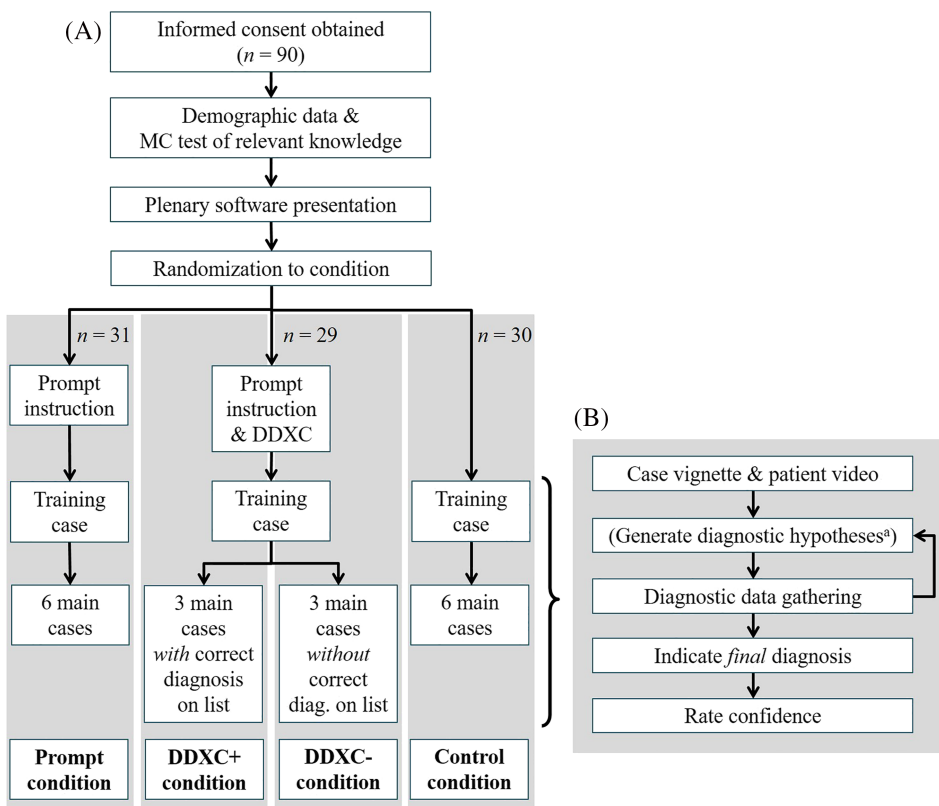 (A)
Informed consent obtained
(n = 90)
Demographic data &
MC test of relevant knowledge
Plenary software presentation
Randomization to condition
n = 31
n = 29
n = 30
Prompt
instruction
Prompt
instruction
& DDXC
Training
case
Training
case
Training
case
6 main
cases
3 main
cases
with correct
diagnosis
on list
3 main
cases
without
correct
diag. on list
6 main
cases
Prompt
condition
DDXC+
condition
DDXC-
condition
Control
condition
(B)
Case vignette & patient video
(Generate diagnostic hypothesesª)
Diagnostic data gathering
Indicate final diagnosis
Rate confidence